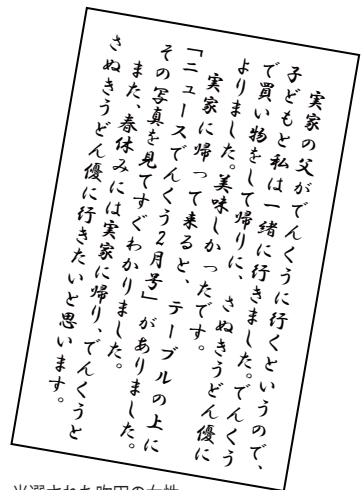 実家の父がでんくうに行くというので、
子どもと私は一緒に行きました。でんくう
で買い物をして帰りに、さぬきうどん優に
よりました。美味しかったです。
実家に帰って来ると、テーブルの上に
「ニュースでんくう2月号」がありました。
その写真を見てすぐわかりました。
また、春休みには実家に帰り、でんくうと
さぬきうどん優に行きたいと思います。